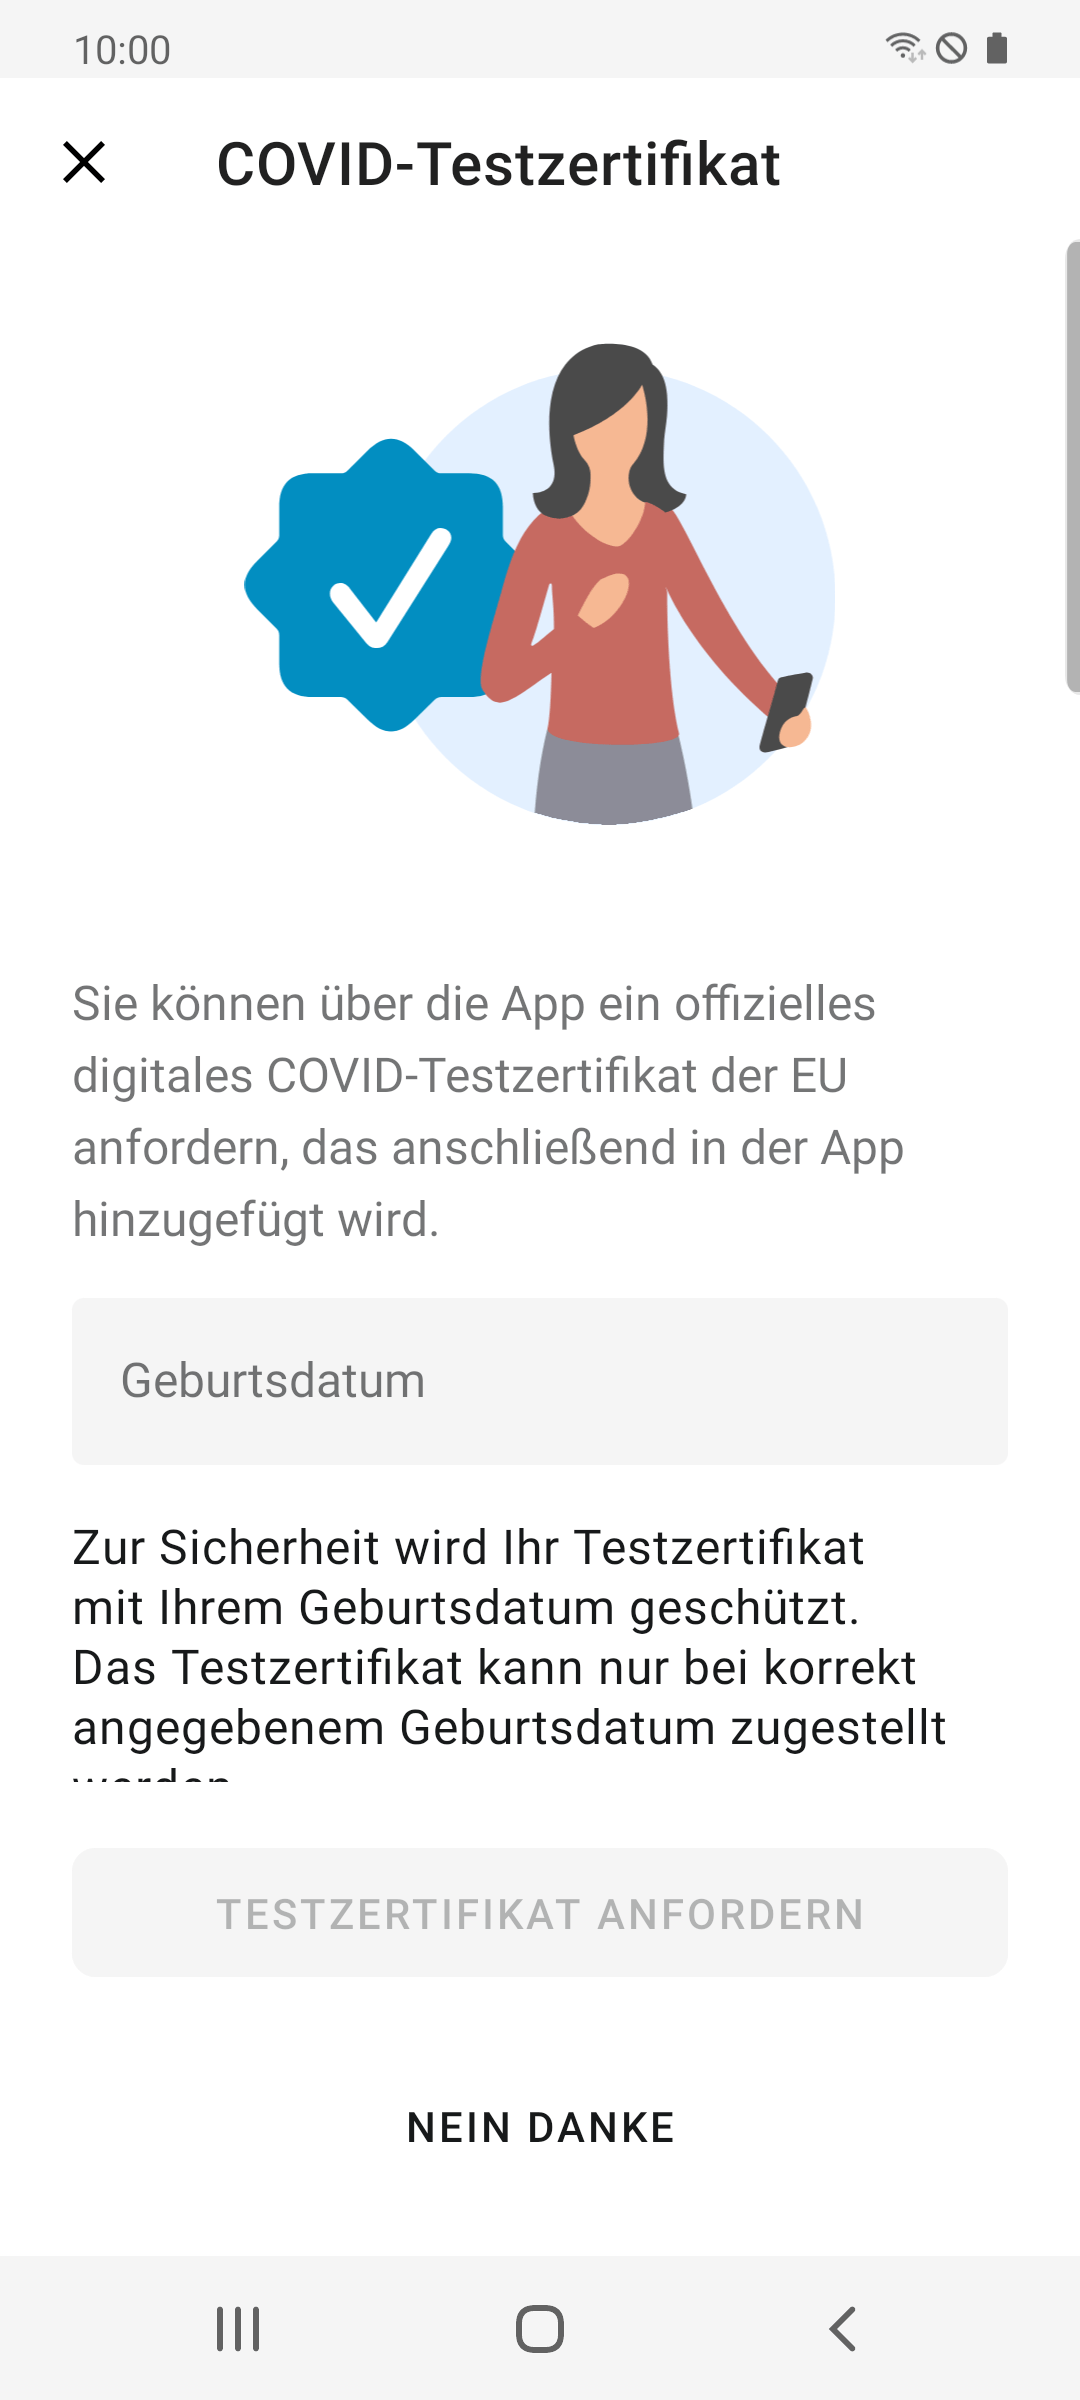 10:00
COVID-Testzertifikat
Sie können über die App ein offizielles
digitales COVID-Testzertifikat der EU
anfordern, das anschließend in der App
hinzugefügt wird.
Geburtsdatum
Zur Sicherheit wird Ihr Testzertifikat
mit Ihrem Geburtsdatum geschützt.
Das Testzertifikat kann nur bei korrekt
angegebenem Geburtsdatum zugestellt
TESTZERTIFIKAT ANFORDERN
NEIN DANKE